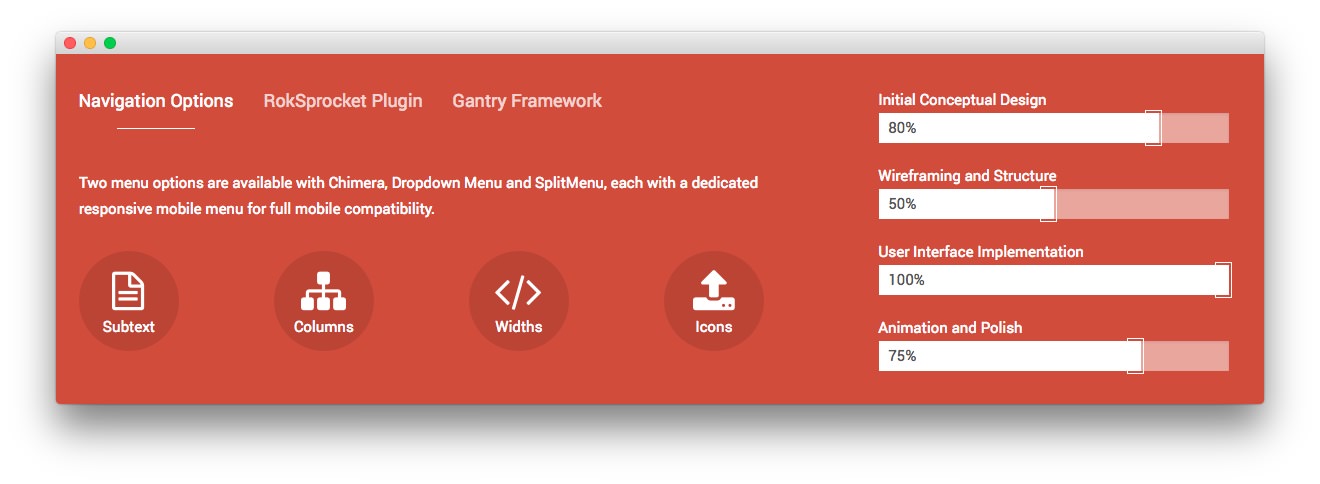 Navigation Options RokSprocket Plugin Gantry Framework
Two menu options are available with Chimera, Dropdown Menu and SplitMenu, each with a dedicated
responsive mobile menu for full mobile compatibility.
Subtext Columns Widths Icons
Initial Conceptual Design
80%
Wireframing and Structure
50%
User Interface Implementation
100%
Animation and Polish
75%